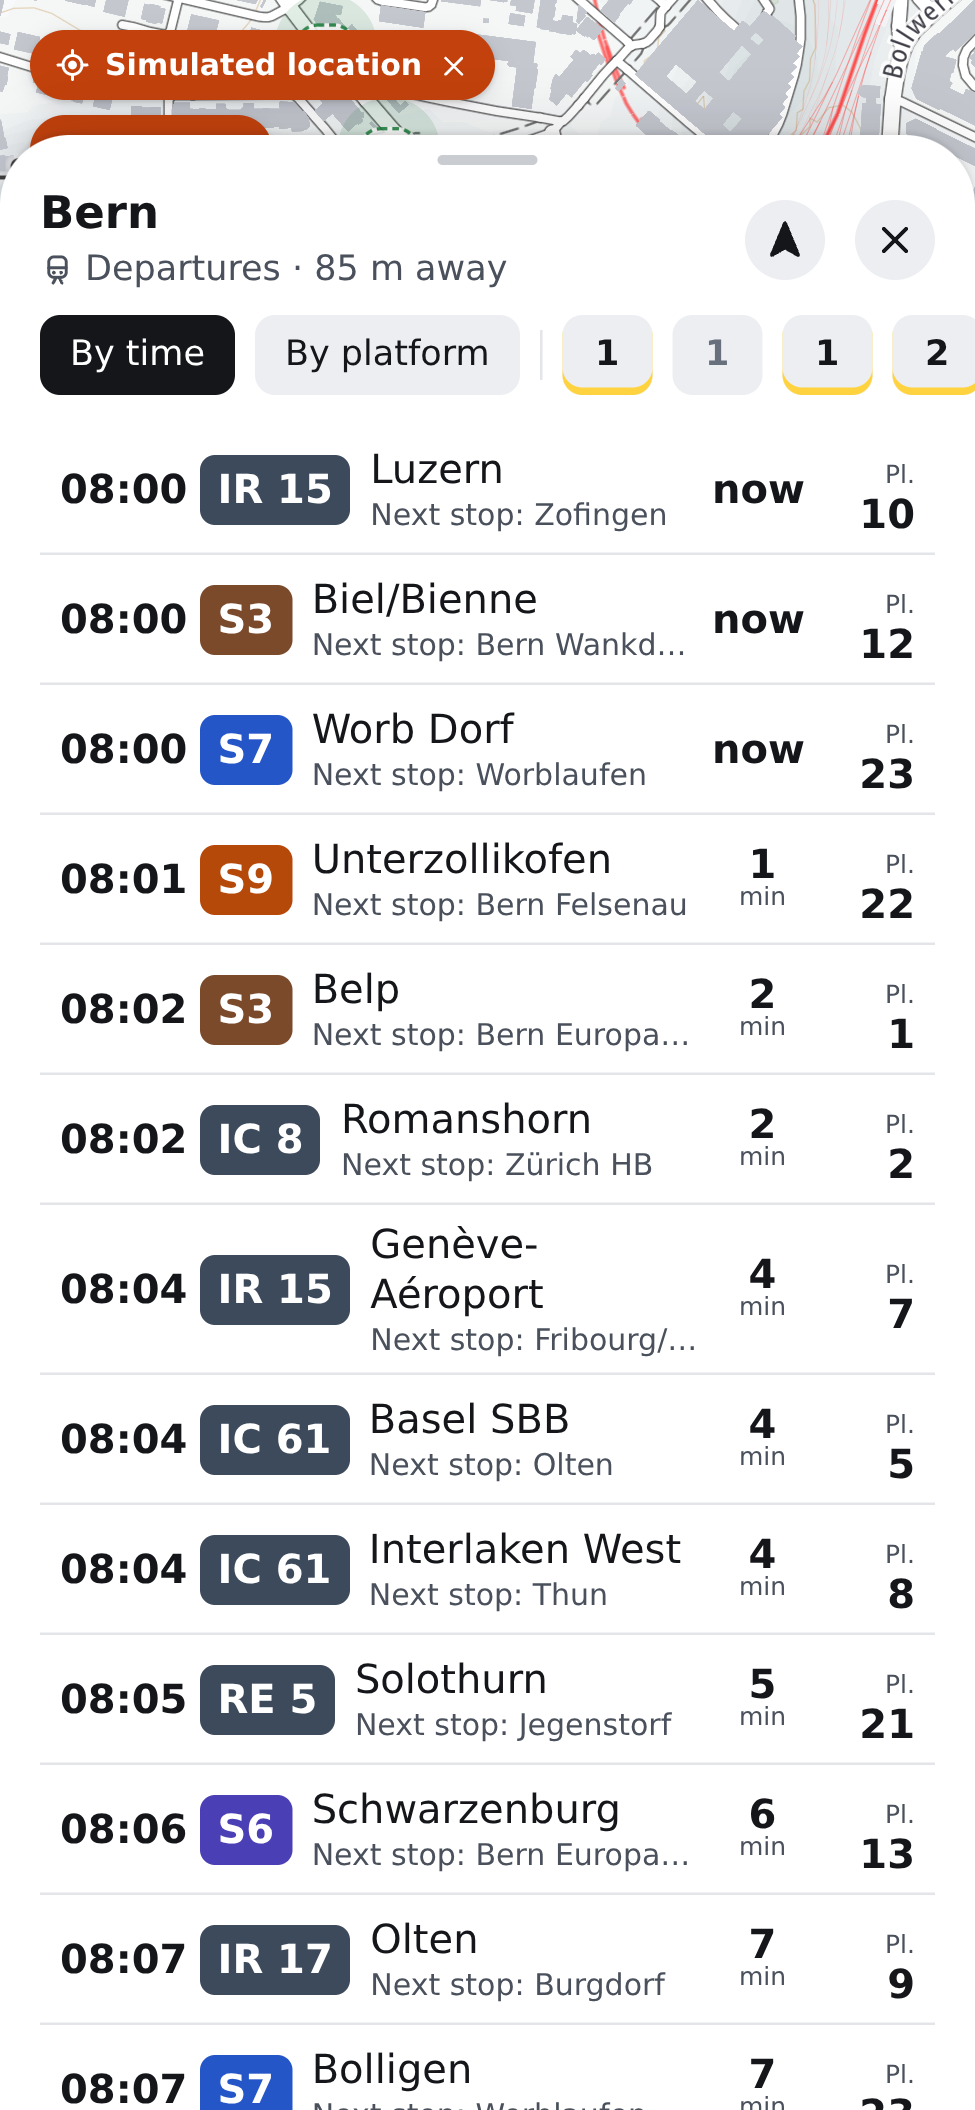 Bollwer
Simulated location
Bern
Departures · 85 m away
By time
By platform
1
1
1
2
08:00 IR 15 Luzern now Pl.
Next stop: Zofingen 10
08:00 S3 Biel/Bienne now Pl.
Next stop: Bern Wankd... 12
08:00 S7 Worb Dorf now Pl.
Next stop: Worblaufen 23
08:01 S9 Unterzollikofen 1 Pl.
Next stop: Bern Felsenau min 22
08:02 S3 Belp 2 Pl.
Next stop: Bern Europa... min 1
08:02 IC 8 Romanshorn 2 Pl.
Next stop: Zürich HB min 2
08:04 IR 15 Genève-
Aéroport 4 Pl.
Next stop: Fribourg/... min 7
08:04 IC 61 Basel SBB 4 Pl.
Next stop: Olten min 5
08:04 IC 61 Interlaken West 4 Pl.
Next stop: Thun min 8
08:05 RE 5 Solothurn 5 Pl.
Next stop: Jegenstorf min 21
08:06 S6 Schwarzenburg 6 Pl.
Next stop: Bern Europa... min 13
08:07 IR 17 Olten 7 Pl.
Next stop: Burgdorf min 9
08:07 S7 Bolligen 7 Pl.